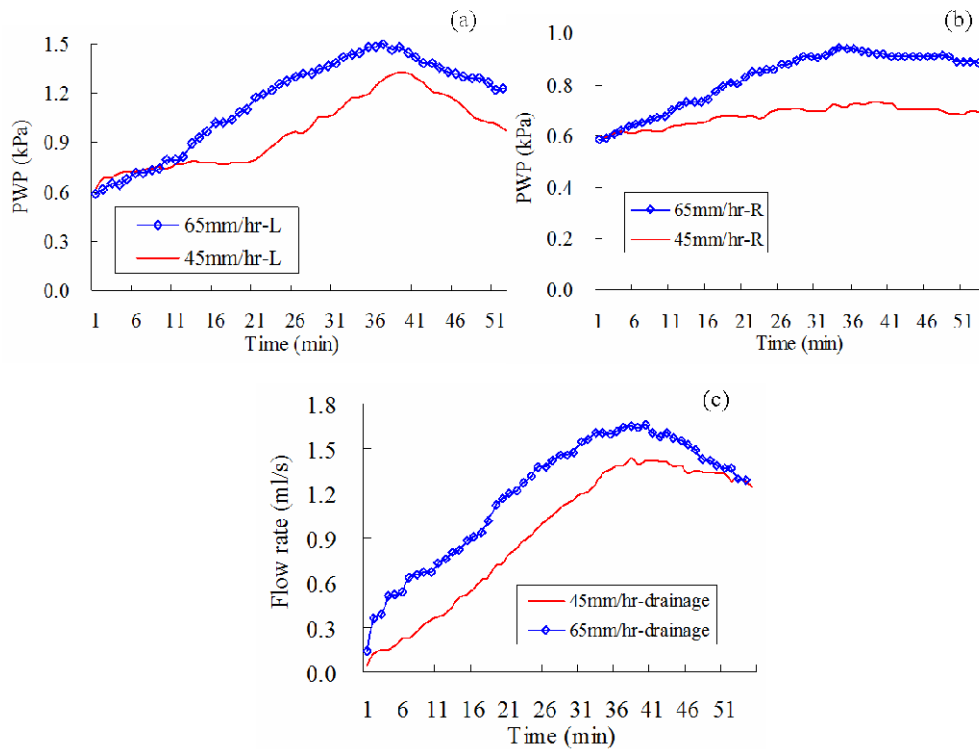 (a)
1.5
1.2
0.9
0.6
0.3
0.0
PWP (kPa)
65mm/hr-L
45mm/hr-L
1 6 11 16 21 26 31 36 41 46 51
Time (min)
(b)
1.0
0.8
0.6
0.4
0.2
0.0
PWP (kPa)
65mm/hr-R
45mm/hr-R
1 6 11 16 21 26 31 36 41 46 51
Time (min)
(c)
1.8
1.5
1.2
0.9
0.6
0.3
0.0
Flow rate (ml/s)
45mm/hr-drainage
65mm/hr-drainage
1 6 11 16 21 26 31 36 41 46 51
Time (min)